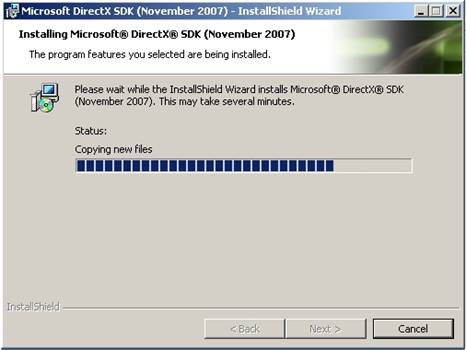 Microsoft DirectX SDK (November 2007) - InstallShield Wizard
Installing Microsoft® DirectX® SDK (November 2007)
The program features you selected are being installed.
Please wait while the InstallShield Wizard installs Microsoft® DirectX® SDK
(November 2007). This may take several minutes.
Status:
Copying new files
InstallShield
< Back
Next >
Cancel